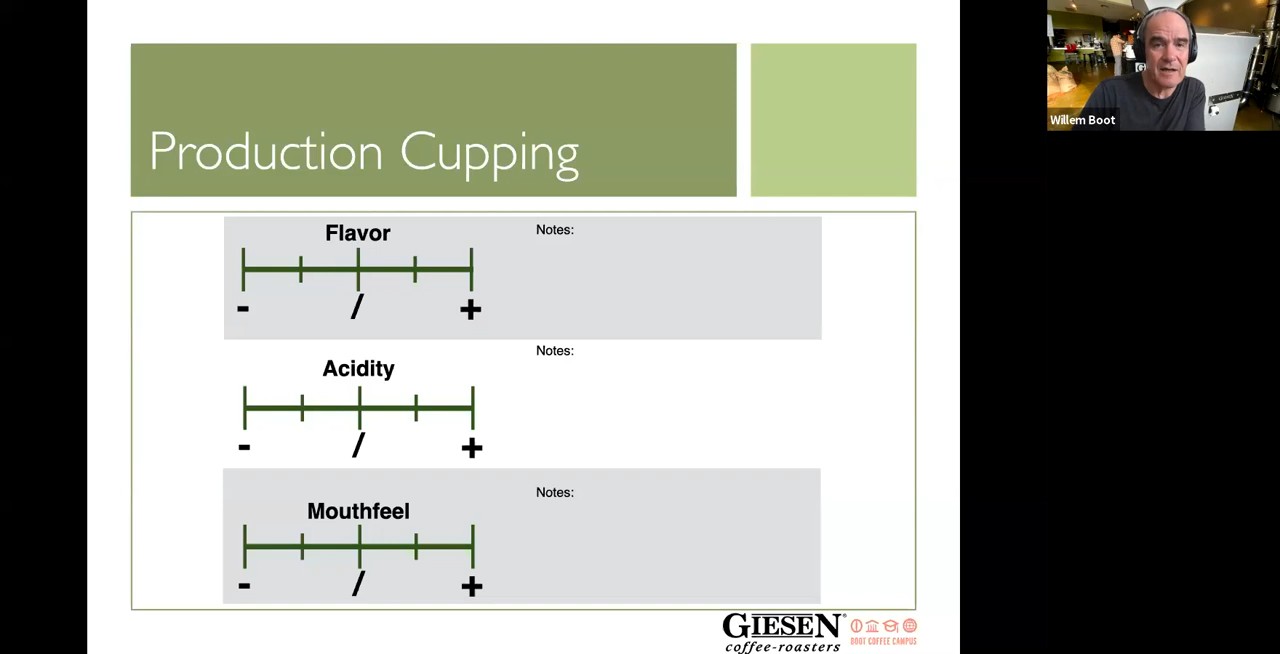 Production Cupping
Flavor
Notes:
- / +
Acidity
Notes:
- / +
Mouthfeel
Notes:
- / +
GIESEN®
coffee-roasters
BOOT COFFEE CAMPUS
Willem Boot
G